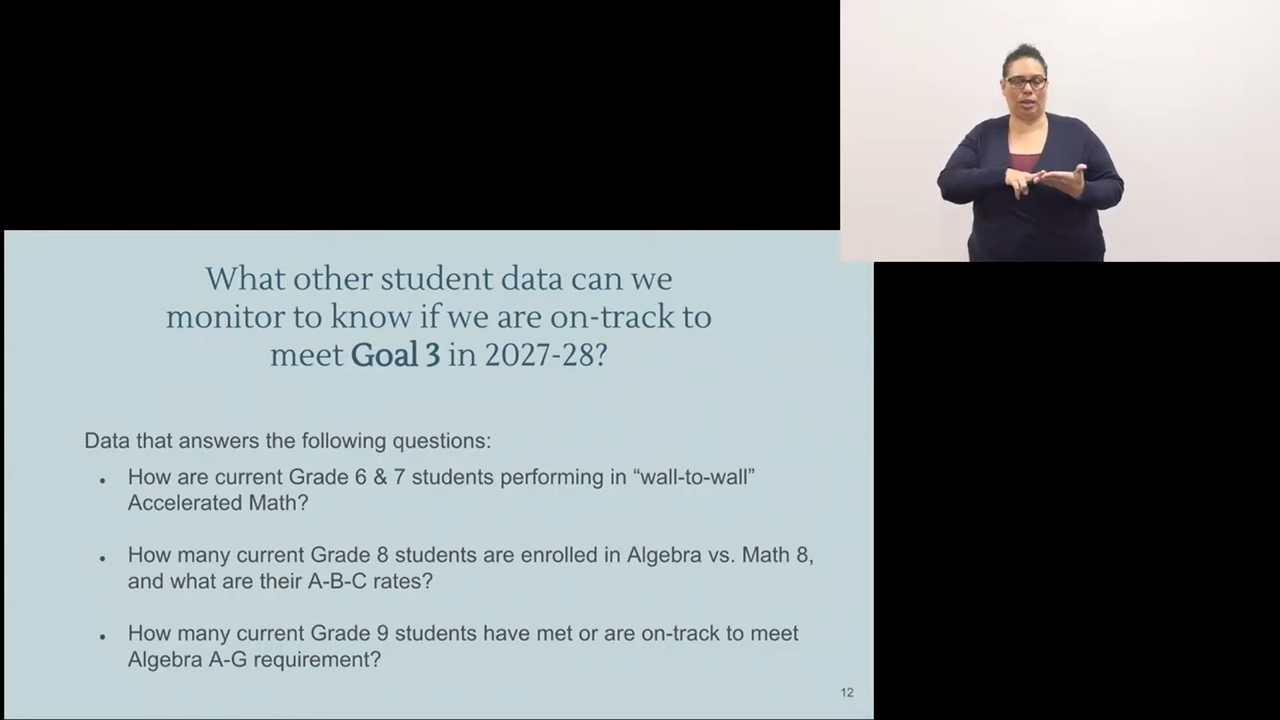 What other student data can we
monitor to know if we are on-track to
meet Goal 3 in 2027-28?
Data that answers the following questions:
• How are current Grade 6 & 7 students performing in “wall-to-wall”
Accelerated Math?
• How many current Grade 8 students are enrolled in Algebra vs. Math 8,
and what are their A-B-C rates?
• How many current Grade 9 students have met or are on-track to meet
Algebra A-G requirement?
12